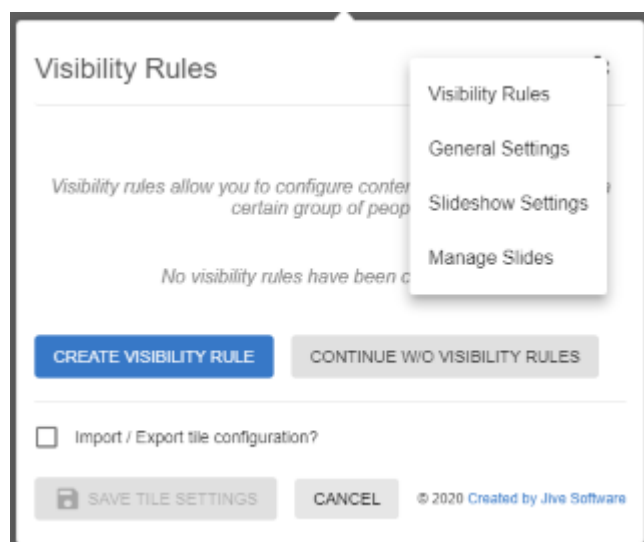 Visibility Rules
Visibility Rules
General Settings
Slideshow Settings
Manage Slides
Visibility rules allow you to configure
certain group of
No visibility rules have been
CREATE VISIBILITY RULE
CONTINUE W/O VISIBILITY RULES
Import / Export tile configuration?
SAVE TILE SETTINGS
CANCEL
© 2020 Created by Jive Software